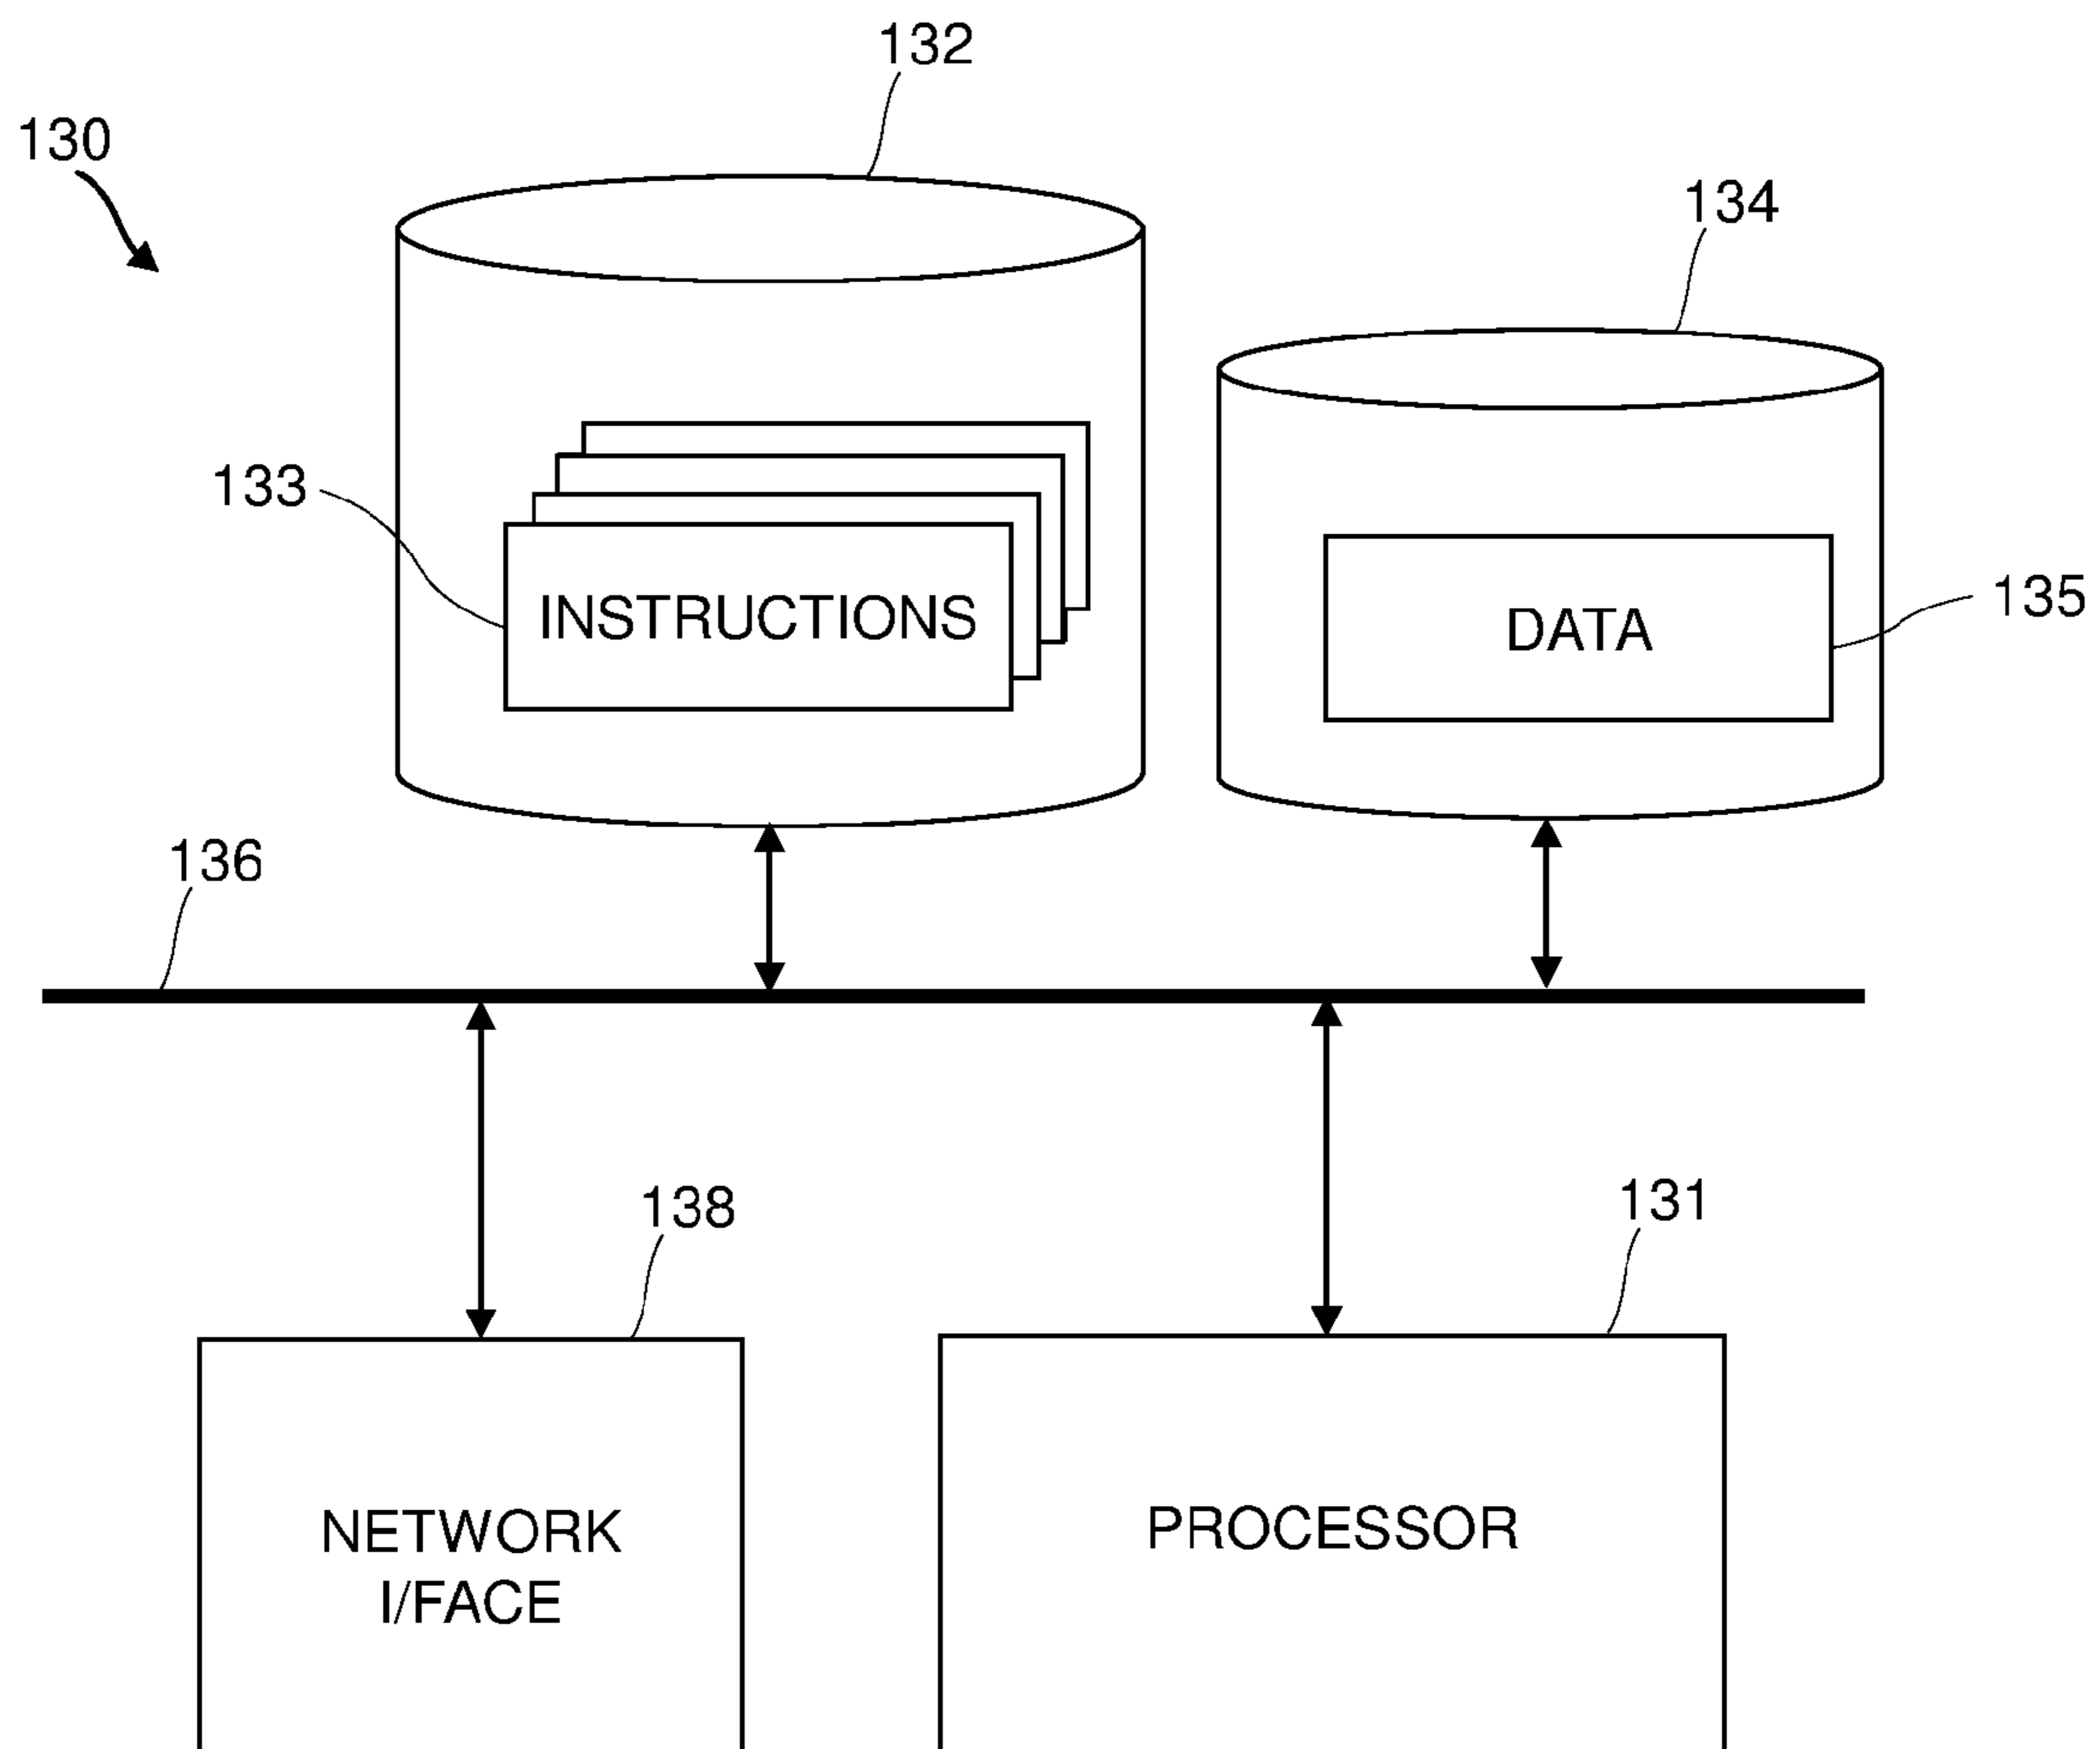 132
130
134
133
INSTRUCTIONS
DATA
135
136
138
131
NETWORK
I/FACE
PROCESSOR